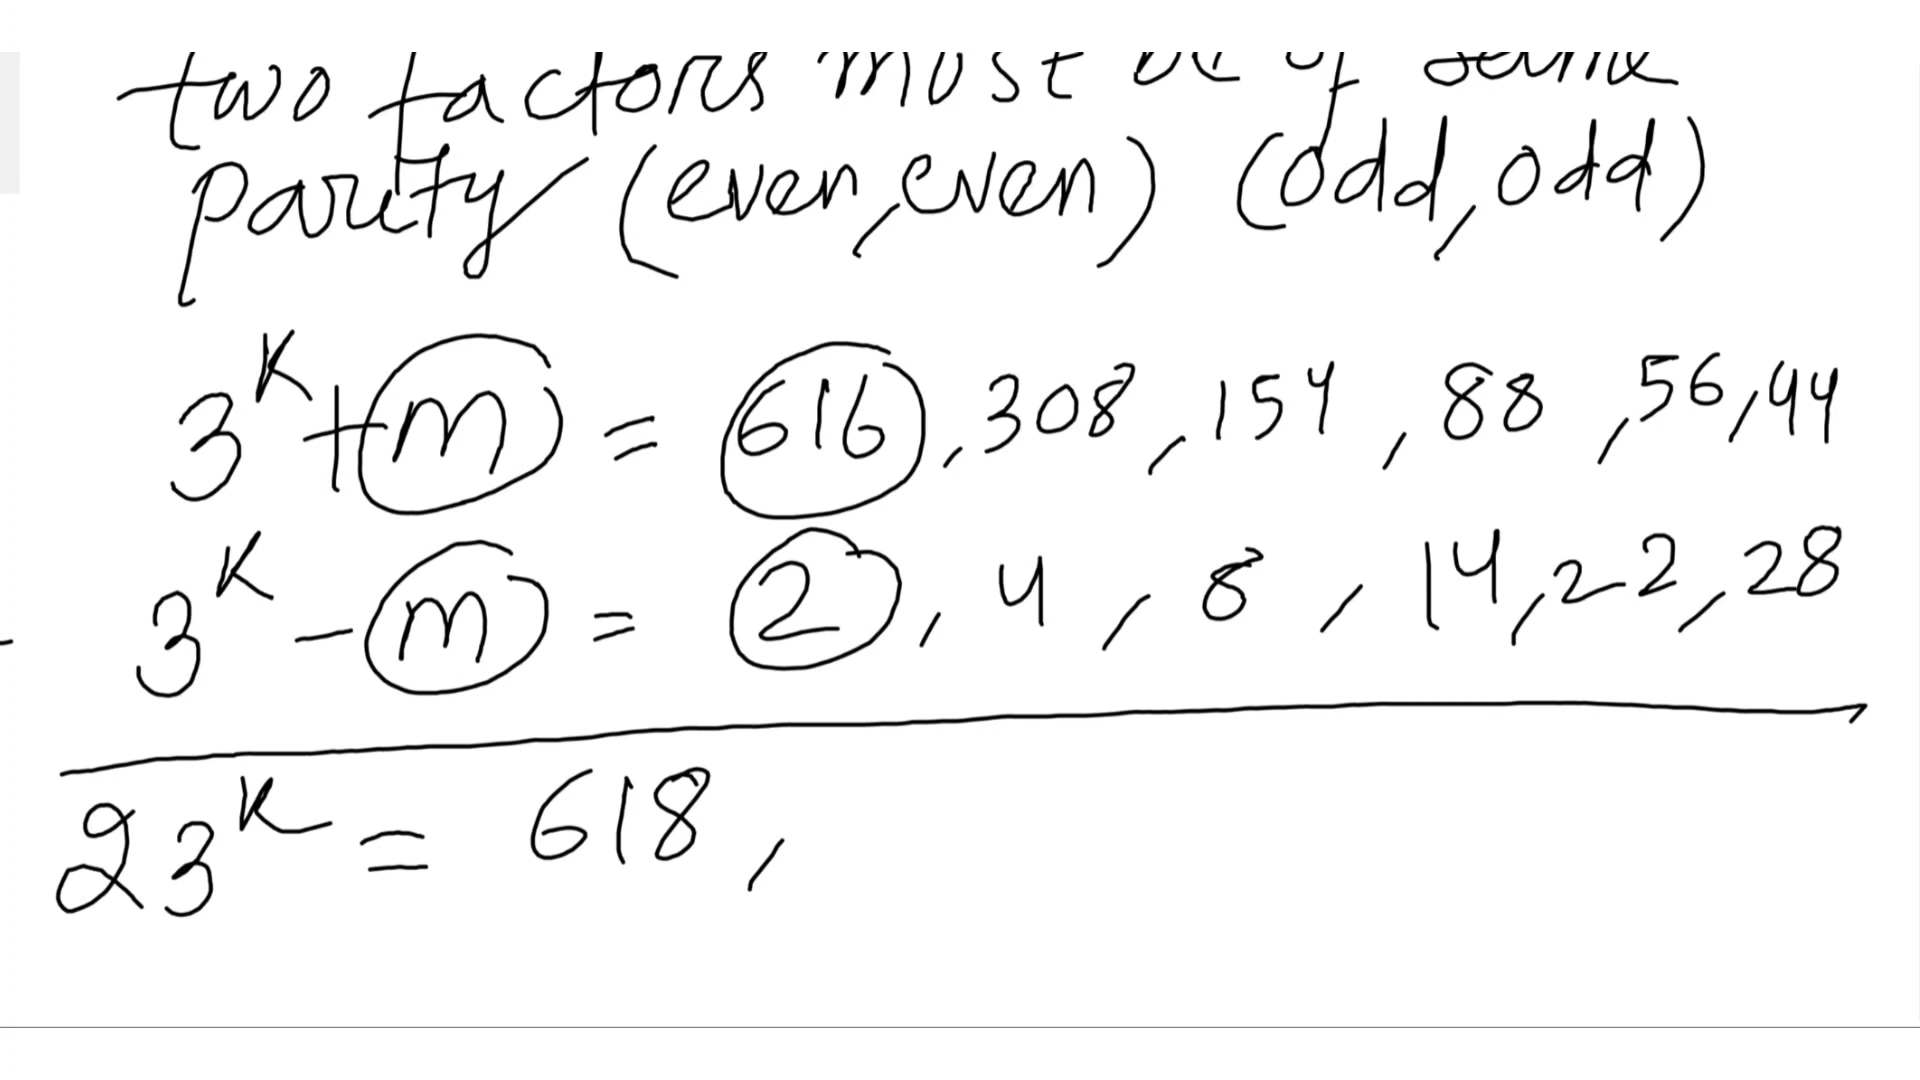 two factors must be of same
parity (even, even) (odd, odd)
3^k + m = 616, 308, 154, 88, 56, 44
3^k - m = 2, 4, 8, 14, 22, 28
2 3^k = 618,